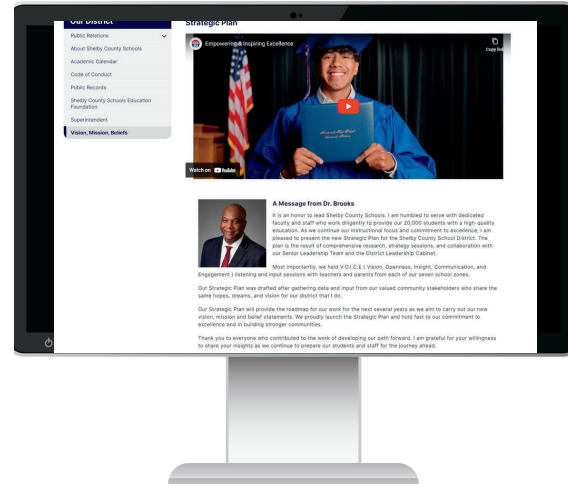 Our District
Public Relations
About Shelby County Schools
Academic Calendar
Code of Conduct
Public Records
Shelby County Schools Education
Foundation
Superintendent
Vision, Mission, Beliefs
Strategic Plan
Empowering & Inspiring Excellence
Copy link
Watch on YouTube
A Message from Dr. Brooks
It is an honor to lead Shelby County Schools. I am humbled to serve with dedicated
faculty and staff who work diligently to provide our 20,000 students with a high-quality
education. As we continue our instructional focus and commitment to excellence, I am
pleased to present the new Strategic Plan for the Shelby County School District. The
plan is the result of comprehensive research, strategy sessions, and collaboration with
our Senior Leadership Team and the District Leadership Cabinet.
Most importantly, we held V.O.I.C.E ( Vision, Openness, Insight, Communication, and
Engagement ) listening and input sessions with teachers and parents from each of our seven school zones.
Our Strategic Plan was drafted after gathering data and input from our valued community stakeholders who share the
same hopes, dreams, and vision for our district that I do.
Our Strategic Plan will provide the roadmap for our work for the next several years as we aim to carry out our new
vision, mission and belief statements. We proudly launch the Strategic Plan and hold fast to our commitment to
excellence and in building stronger communities.
Thank you to everyone who contributed to the work of developing our path forward. I am grateful for your willingness
to share your insights as we continue to prepare our students and staff for the journey ahead.